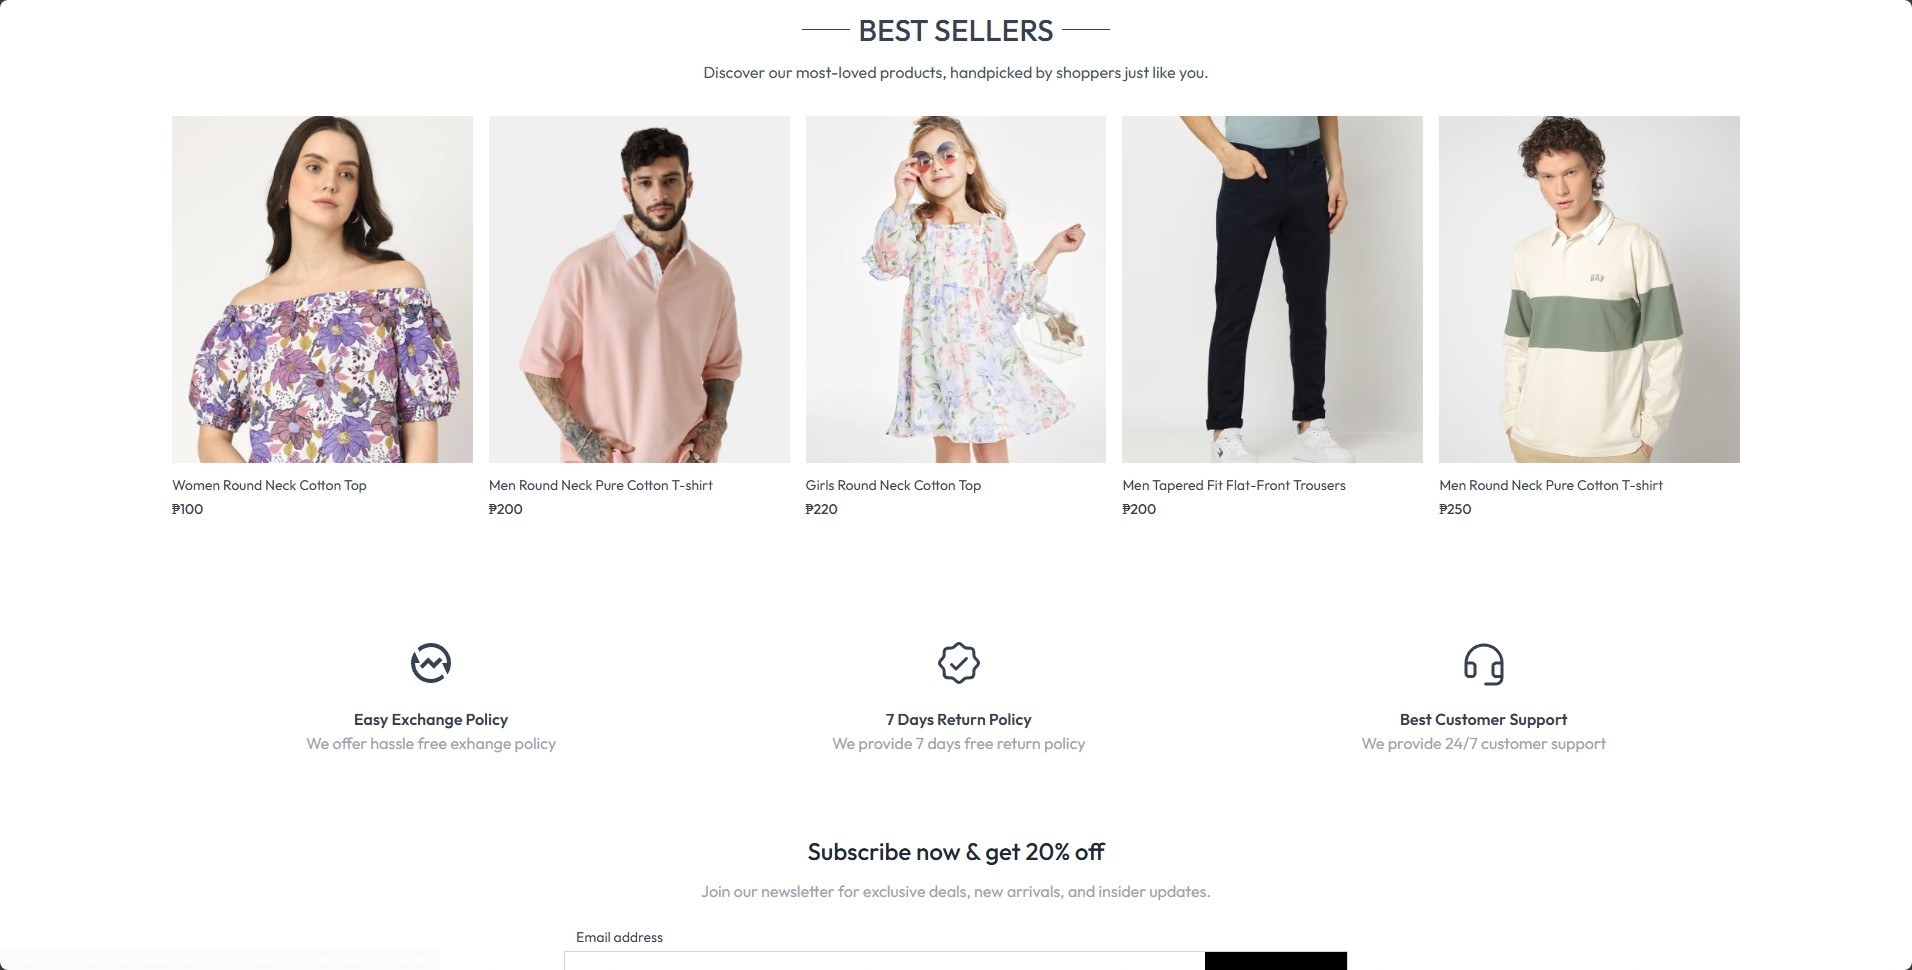 BEST SELLERS
Discover our most-loved products, handpicked by shoppers just like you.
GAP
Women Round Neck Cotton Top
₱100
Men Round Neck Pure Cotton T-shirt
₱200
Girls Round Neck Cotton Top
₱220
Men Tapered Fit Flat-Front Trousers
₱200
Men Round Neck Pure Cotton T-shirt
₱250
Easy Exchange Policy
We offer hassle free exhange policy
7 Days Return Policy
We provide 7 days free return policy
Best Customer Support
We provide 24/7 customer support
Subscribe now & get 20% off
Join our newsletter for exclusive deals, new arrivals, and insider updates.
Email address